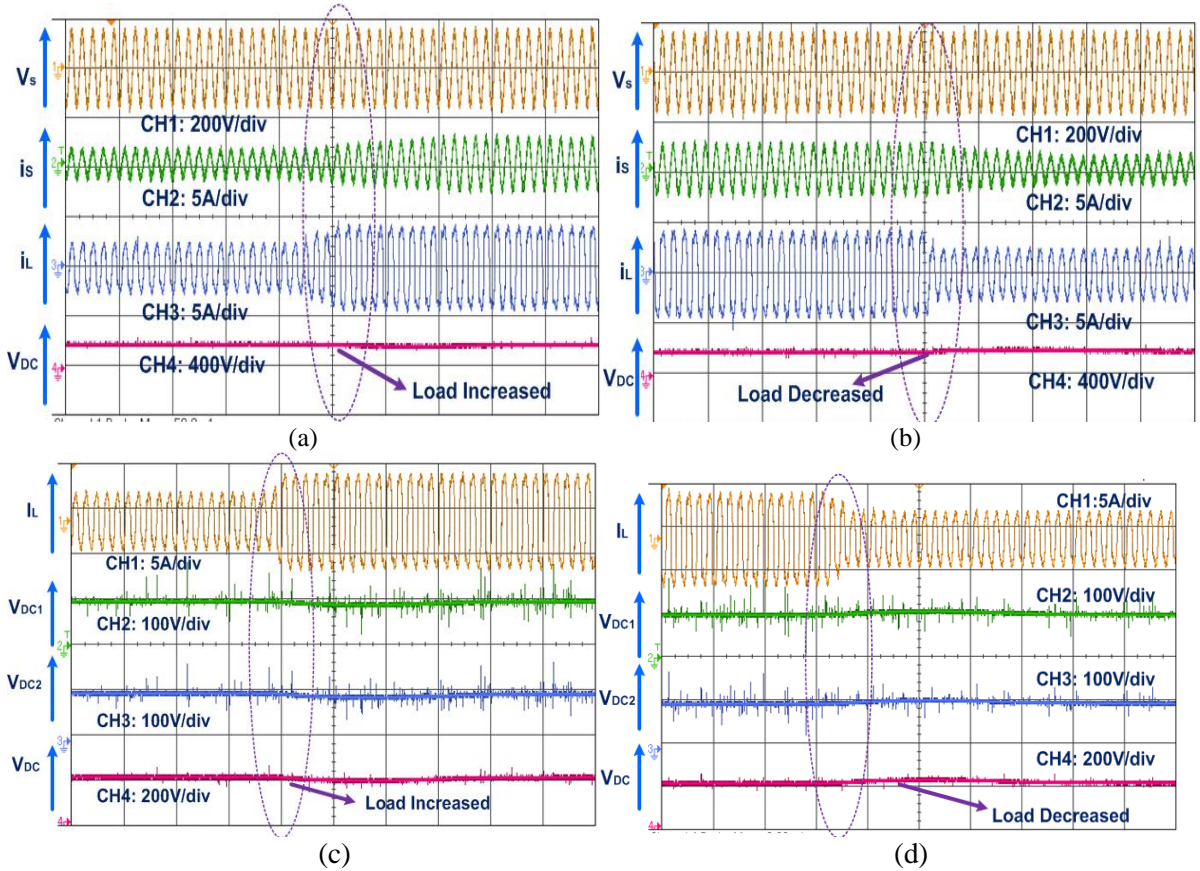 Vs
CH1: 200V/div
is
CH2: 5A/div
iL
CH3: 5A/div
VDC
CH4: 400V/div
Load Increased
(a)
Vs
CH1: 200V/div
is
CH2: 5A/div
iL
CH3: 5A/div
VDC
CH4: 400V/div
Load Decreased
(b)
IL
CH1: 5A/div
VDC1
CH2: 100V/div
VDC2
CH3: 100V/div
VDC
CH4: 200V/div
Load Increased
(c)
CH1:5A/div
IL
CH2: 100V/div
VDC1
CH3: 100V/div
VDC2
CH4: 200V/div
VDC
Load Decreased
(d)